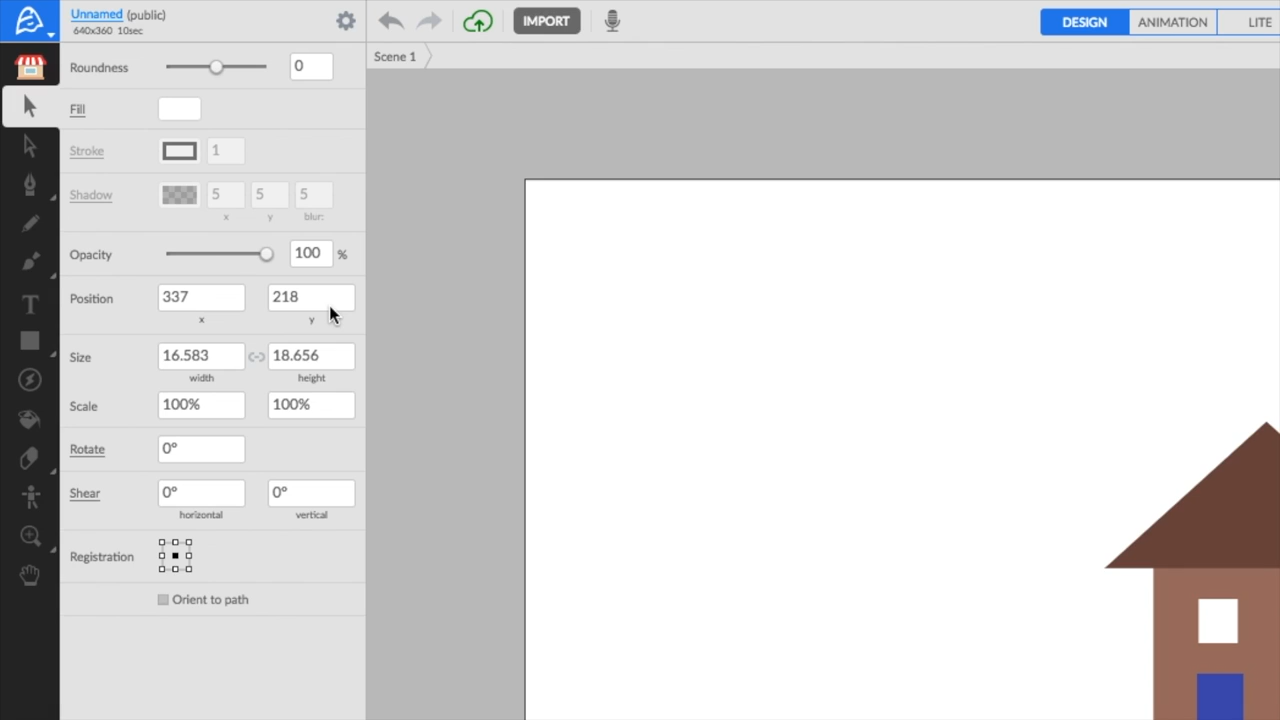 Unnamed (public)
640x360 10sec
IMPORT
DESIGN
ANIMATION
LITE
Scene 1
Roundness
0
Fill
Stroke
1
Shadow
5
5
5
x
y
blur:
Opacity
100
%
Position
337
218
x
y
Size
16.583
18.656
width
height
Scale
100%
100%
Rotate
0°
Shear
0°
0°
horizontal
vertical
Registration
Orient to path
T